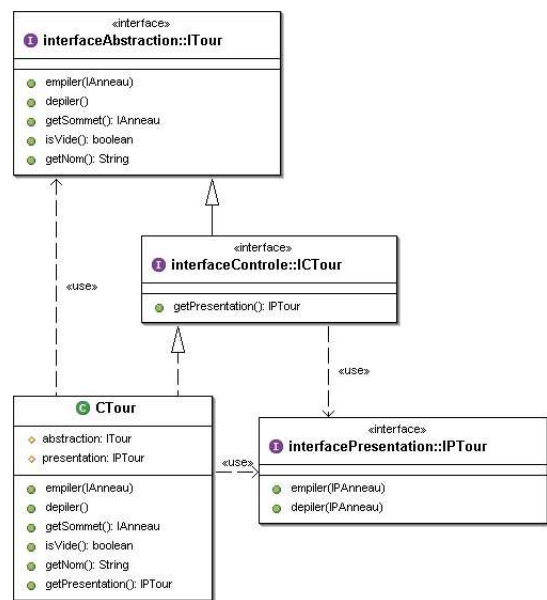 «interface»
interfaceAbstraction::ITour
empiler(IAnneau)
depiler()
getSommet(): IAnneau
isVide(): boolean
getNom(): String
«interface»
interfaceControle::ICTour
getPresentation(): IPTour
«use»
«use»
CTour
abstraction: ITour
presentation: IPTour
empiler(IAnneau)
depiler()
getSommet(): IAnneau
isVide(): boolean
getNom(): String
getPresentation(): IPTour
«use»
«interface»
interfacePresentation::IPTour
empiler(IPAnneau)
depiler(IPAnneau)